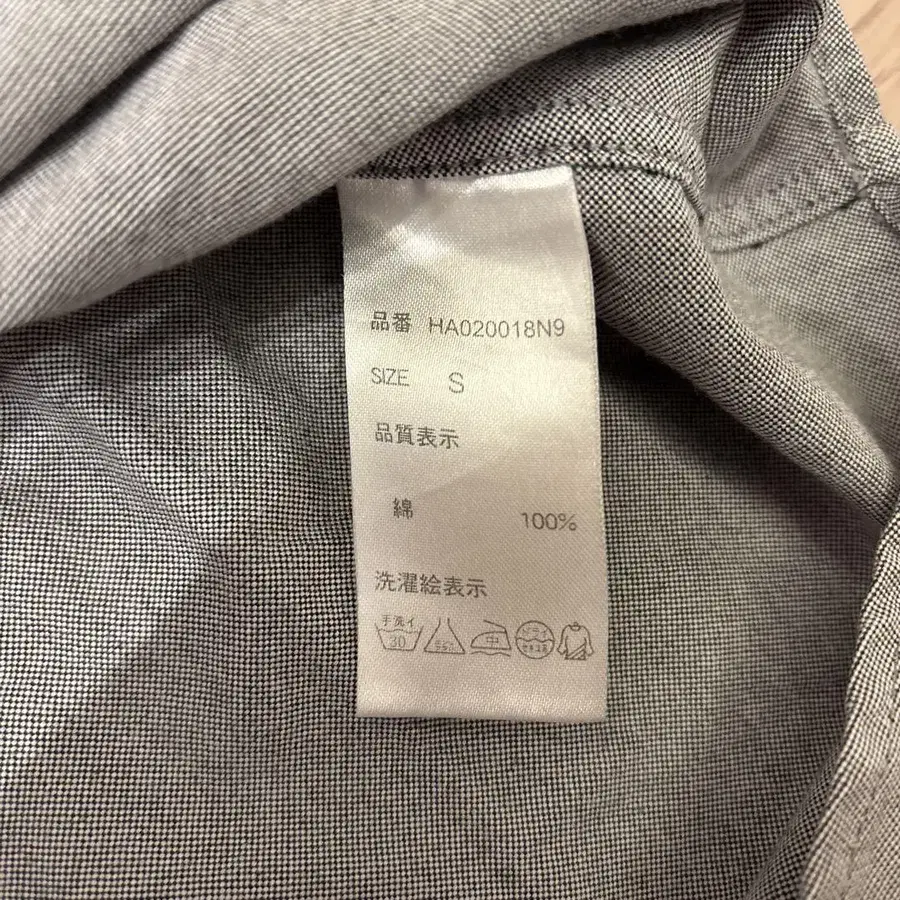 品番 HA020018N9
SIZE S
品質表示
綿 100%
洗濯絵表示
手洗イ
30